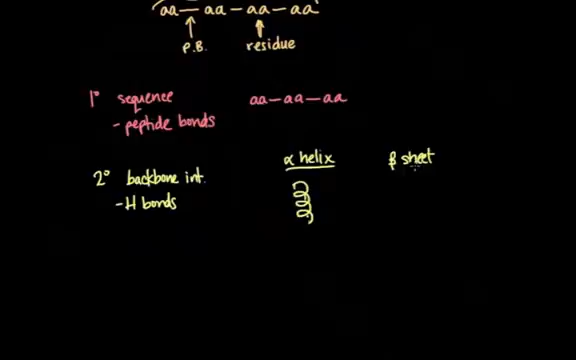 aa — aa — aa — aa
P.B. residue
1° sequence aa — aa — aa
- peptide bonds
α helix β sheet
2° backbone int.
- H bonds